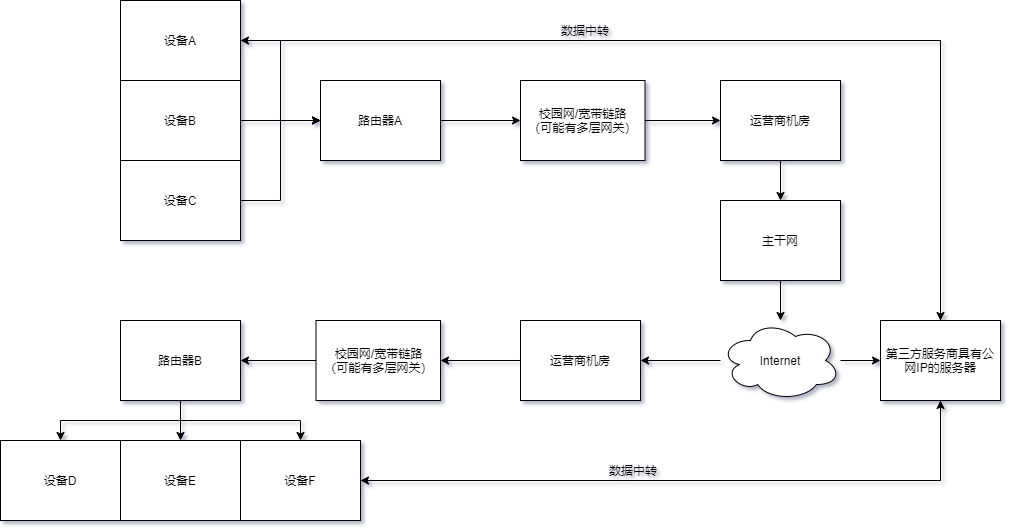 设备A
数据中转
设备B
路由器A
校园网/宽带链路
(可能有多层网关)
运营商机房
设备C
主干网
路由器B
校园网/宽带链路
(可能有多层网关)
运营商机房
Internet
第三方服务商具有公
网IP的服务器
设备D
设备E
设备F
数据中转